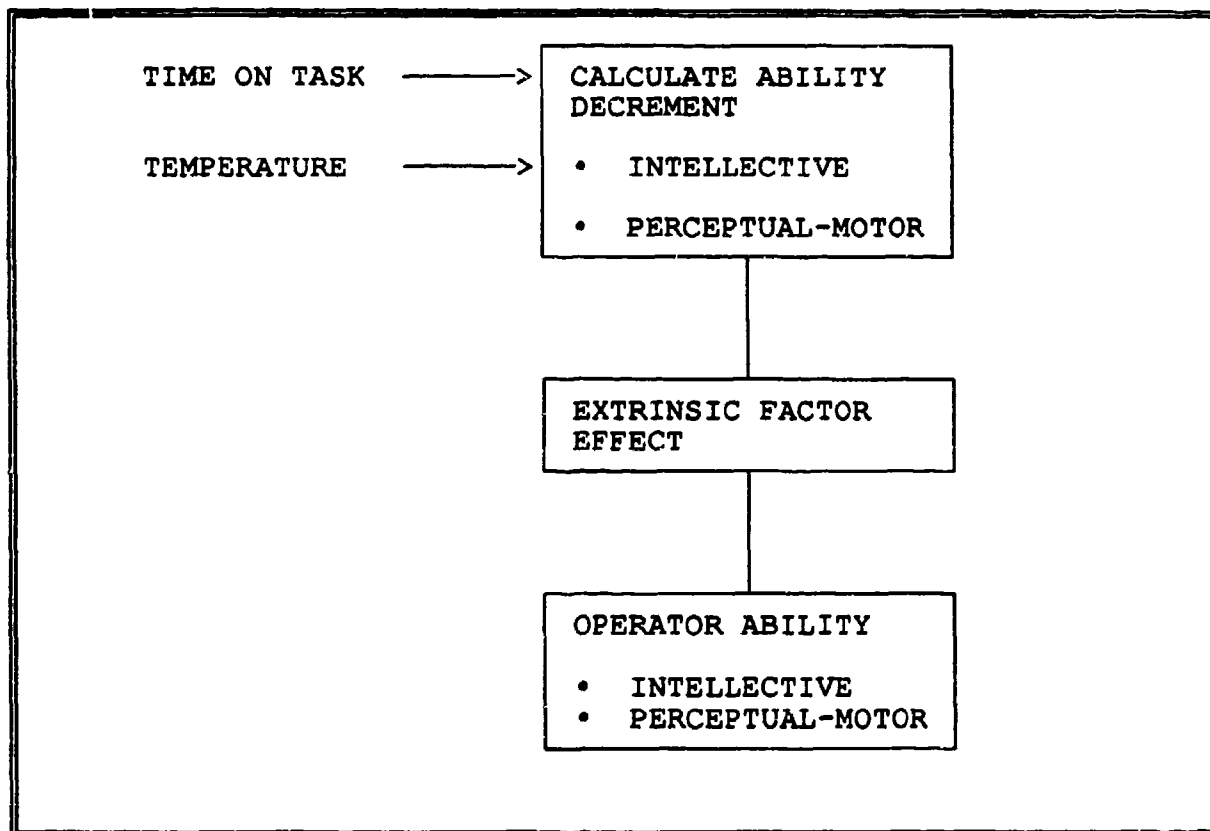 TIME ON TASK
TEMPERATURE
CALCULATE ABILITY
DECREMENT
• INTELLECTIVE
• PERCEPTUAL-MOTOR
EXTRINSIC FACTOR
EFFECT
OPERATOR ABILITY
• INTELLECTIVE
• PERCEPTUAL-MOTOR